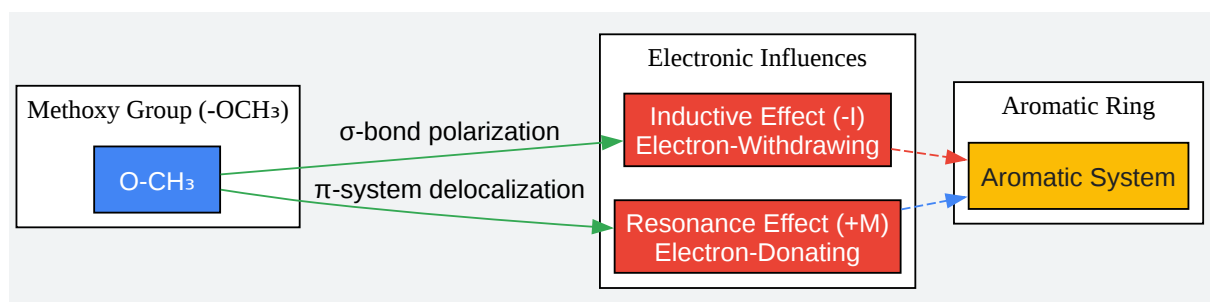 Methoxy Group (-OCH₃)
O-CH₃
σ-bond polarization
π-system delocalization
Electronic Influences
Inductive Effect (-I)
Electron-Withdrawing
Resonance Effect (+M)
Electron-Donating
Aromatic Ring
Aromatic System